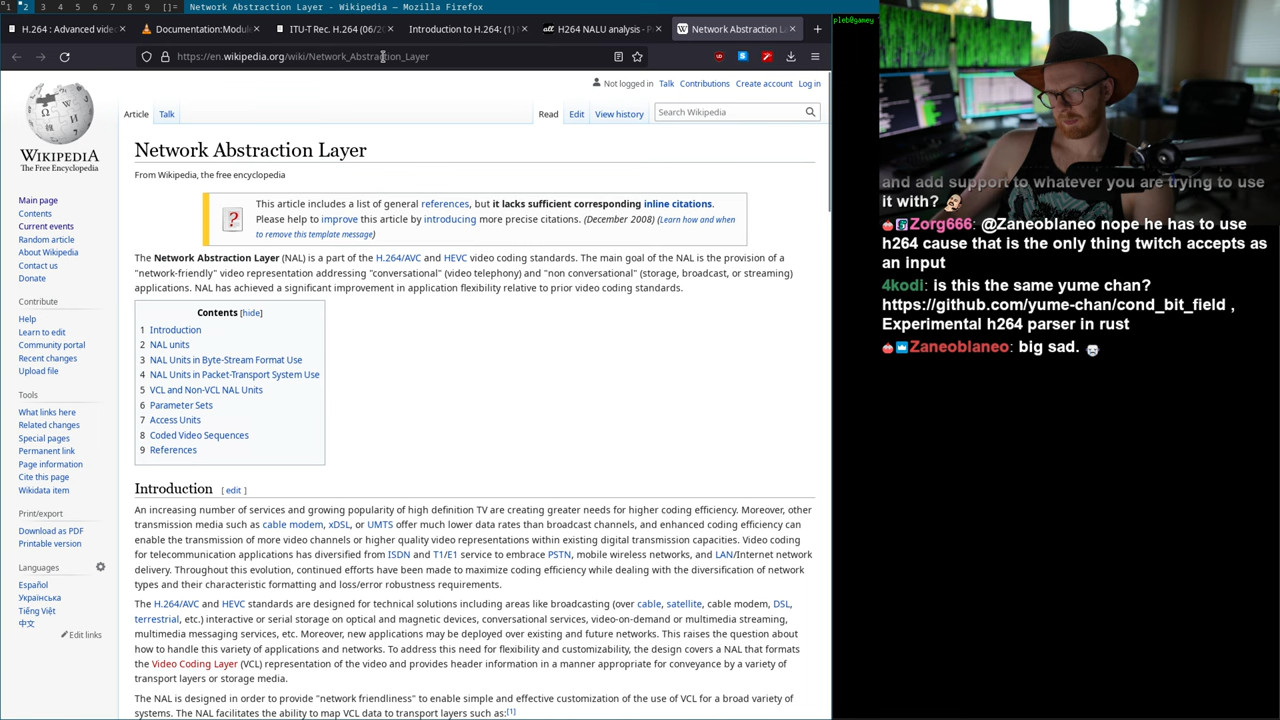 1 2 3 4 5 6 7 8 9 []= Network Abstraction Layer - Wikipedia — Mozilla Firefox
H.264 : Advanced vide
Documentation:Modul
ITU-T Rec. H.264 (06/20
Introduction to H.264: (1)
H264 NALU analysis - P
Network Abstraction La
pleb@gamey
https://en.wikipedia.org/wiki/Network_Abstraction_Layer
Not logged in Talk Contributions Create account Log in
Article Talk Read Edit View history Search Wikipedia
WIKIPEDIA
The Free Encyclopedia
Main page
Contents
Current events
Random article
About Wikipedia
Contact us
Donate
Contribute
Help
Learn to edit
Community portal
Recent changes
Upload file
Tools
What links here
Related changes
Special pages
Permanent link
Page information
Cite this page
Wikidata item
Print/export
Download as PDF
Printable version
Languages
Español
Українська
Tiếng Việt
中文
Edit links
Network Abstraction Layer
From Wikipedia, the free encyclopedia
This article includes a list of general references, but it lacks sufficient corresponding inline citations.
Please help to improve this article by introducing more precise citations. (December 2008) (Learn how and when
to remove this template message)
The Network Abstraction Layer (NAL) is a part of the H.264/AVC and HEVC video coding standards. The main goal of the NAL is the provision of a
"network-friendly" video representation addressing "conversational" (video telephony) and "non conversational" (storage, broadcast, or streaming)
applications. NAL has achieved a significant improvement in application flexibility relative to prior video coding standards.
Contents [hide]
1 Introduction
2 NAL units
3 NAL Units in Byte-Stream Format Use
4 NAL Units in Packet-Transport System Use
5 VCL and Non-VCL NAL Units
6 Parameter Sets
7 Access Units
8 Coded Video Sequences
9 References
Introduction [ edit ]
An increasing number of services and growing popularity of high definition TV are creating greater needs for higher coding efficiency. Moreover, other
transmission media such as cable modem, xDSL, or UMTS offer much lower data rates than broadcast channels, and enhanced coding efficiency can
enable the transmission of more video channels or higher quality video representations within existing digital transmission capacities. Video coding
for telecommunication applications has diversified from ISDN and T1/E1 service to embrace PSTN, mobile wireless networks, and LAN/Internet network
delivery. Throughout this evolution, continued efforts have been made to maximize coding efficiency while dealing with the diversification of network
types and their characteristic formatting and loss/error robustness requirements.
The H.264/AVC and HEVC standards are designed for technical solutions including areas like broadcasting (over cable, satellite, cable modem, DSL,
terrestrial, etc.) interactive or serial storage on optical and magnetic devices, conversational services, video-on-demand or multimedia streaming,
multimedia messaging services, etc. Moreover, new applications may be deployed over existing and future networks. This raises the question about
how to handle this variety of applications and networks. To address this need for flexibility and customizability, the design covers a NAL that formats
the Video Coding Layer (VCL) representation of the video and provides header information in a manner appropriate for conveyance by a variety of
transport layers or storage media.
The NAL is designed in order to provide "network friendliness" to enable simple and effective customization of the use of VCL for a broad variety of
systems. The NAL facilitates the ability to map VCL data to transport layers such as:[1]
and add support to whatever you are trying to use
it with?
Zorg666: @Zaneoblaneo nope he has to use
h264 cause that is the only thing twitch accepts as
an input
4kodi: is this the same yume chan?
https://github.com/yume-chan/cond_bit_field ,
Experimental h264 parser in rust
Zaneoblaneo: big sad.